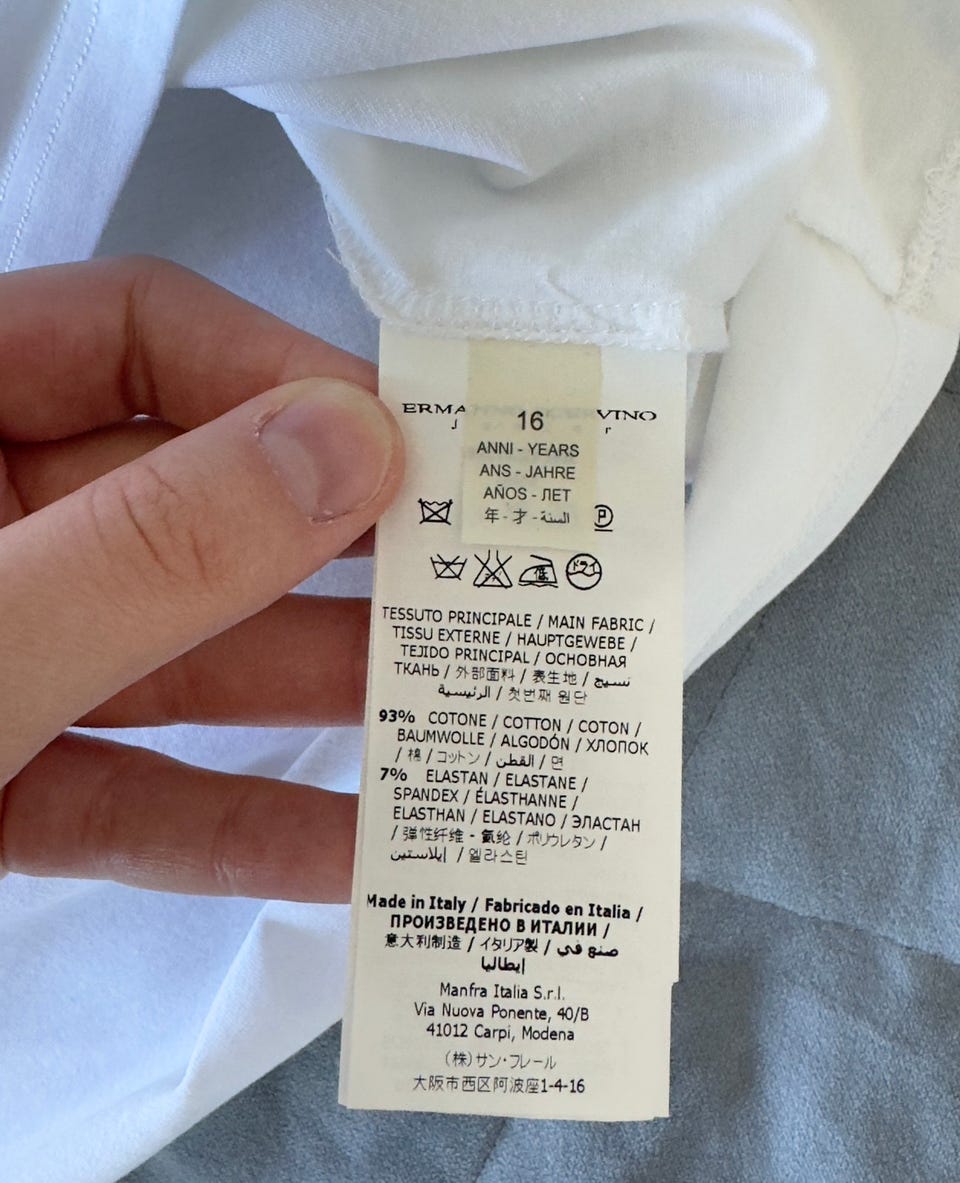 16
ANNI - YEARS
ANS - JAHRE
AÑOS - ЛЕТ
年 - 才 - السنة
P
ドライ
低
TESSUTO PRINCIPALE / MAIN FABRIC /
TISSU EXTERNE / HAUPTGEWEBE /
TEJIDO PRINCIPAL / ОСНОВНАЯ
ТКАНЬ / 外部面料 / 表生地 / نسيج
الرئيسية / 첫번째 원단
93% COTONE / COTTON / COTON /
BAUMWOLLE / ALGODÓN / ХЛОПОК
/ 棉 / コットン / القطن / 면
7% ELASTAN / ELASTANE /
SPANDEX / ÉLASTHANNE /
ELASTHAN / ELASTANO / ЭЛАСТАН
/ 弹性纤维 - 氨纶 / ポリウレタン /
إيلاستين / 엘라스틴
Made in Italy / Fabricado en Italia /
ПРОИЗВЕДЕНО В ИТАЛИИ /
意大利制造 / イタリア製 / صنع في
إيطاليا
Manfra Italia S.r.l.
Via Nuova Ponente, 40/B
41012 Carpi, Modena
(株)サン・フレール
大阪市西区阿波座1-4-16